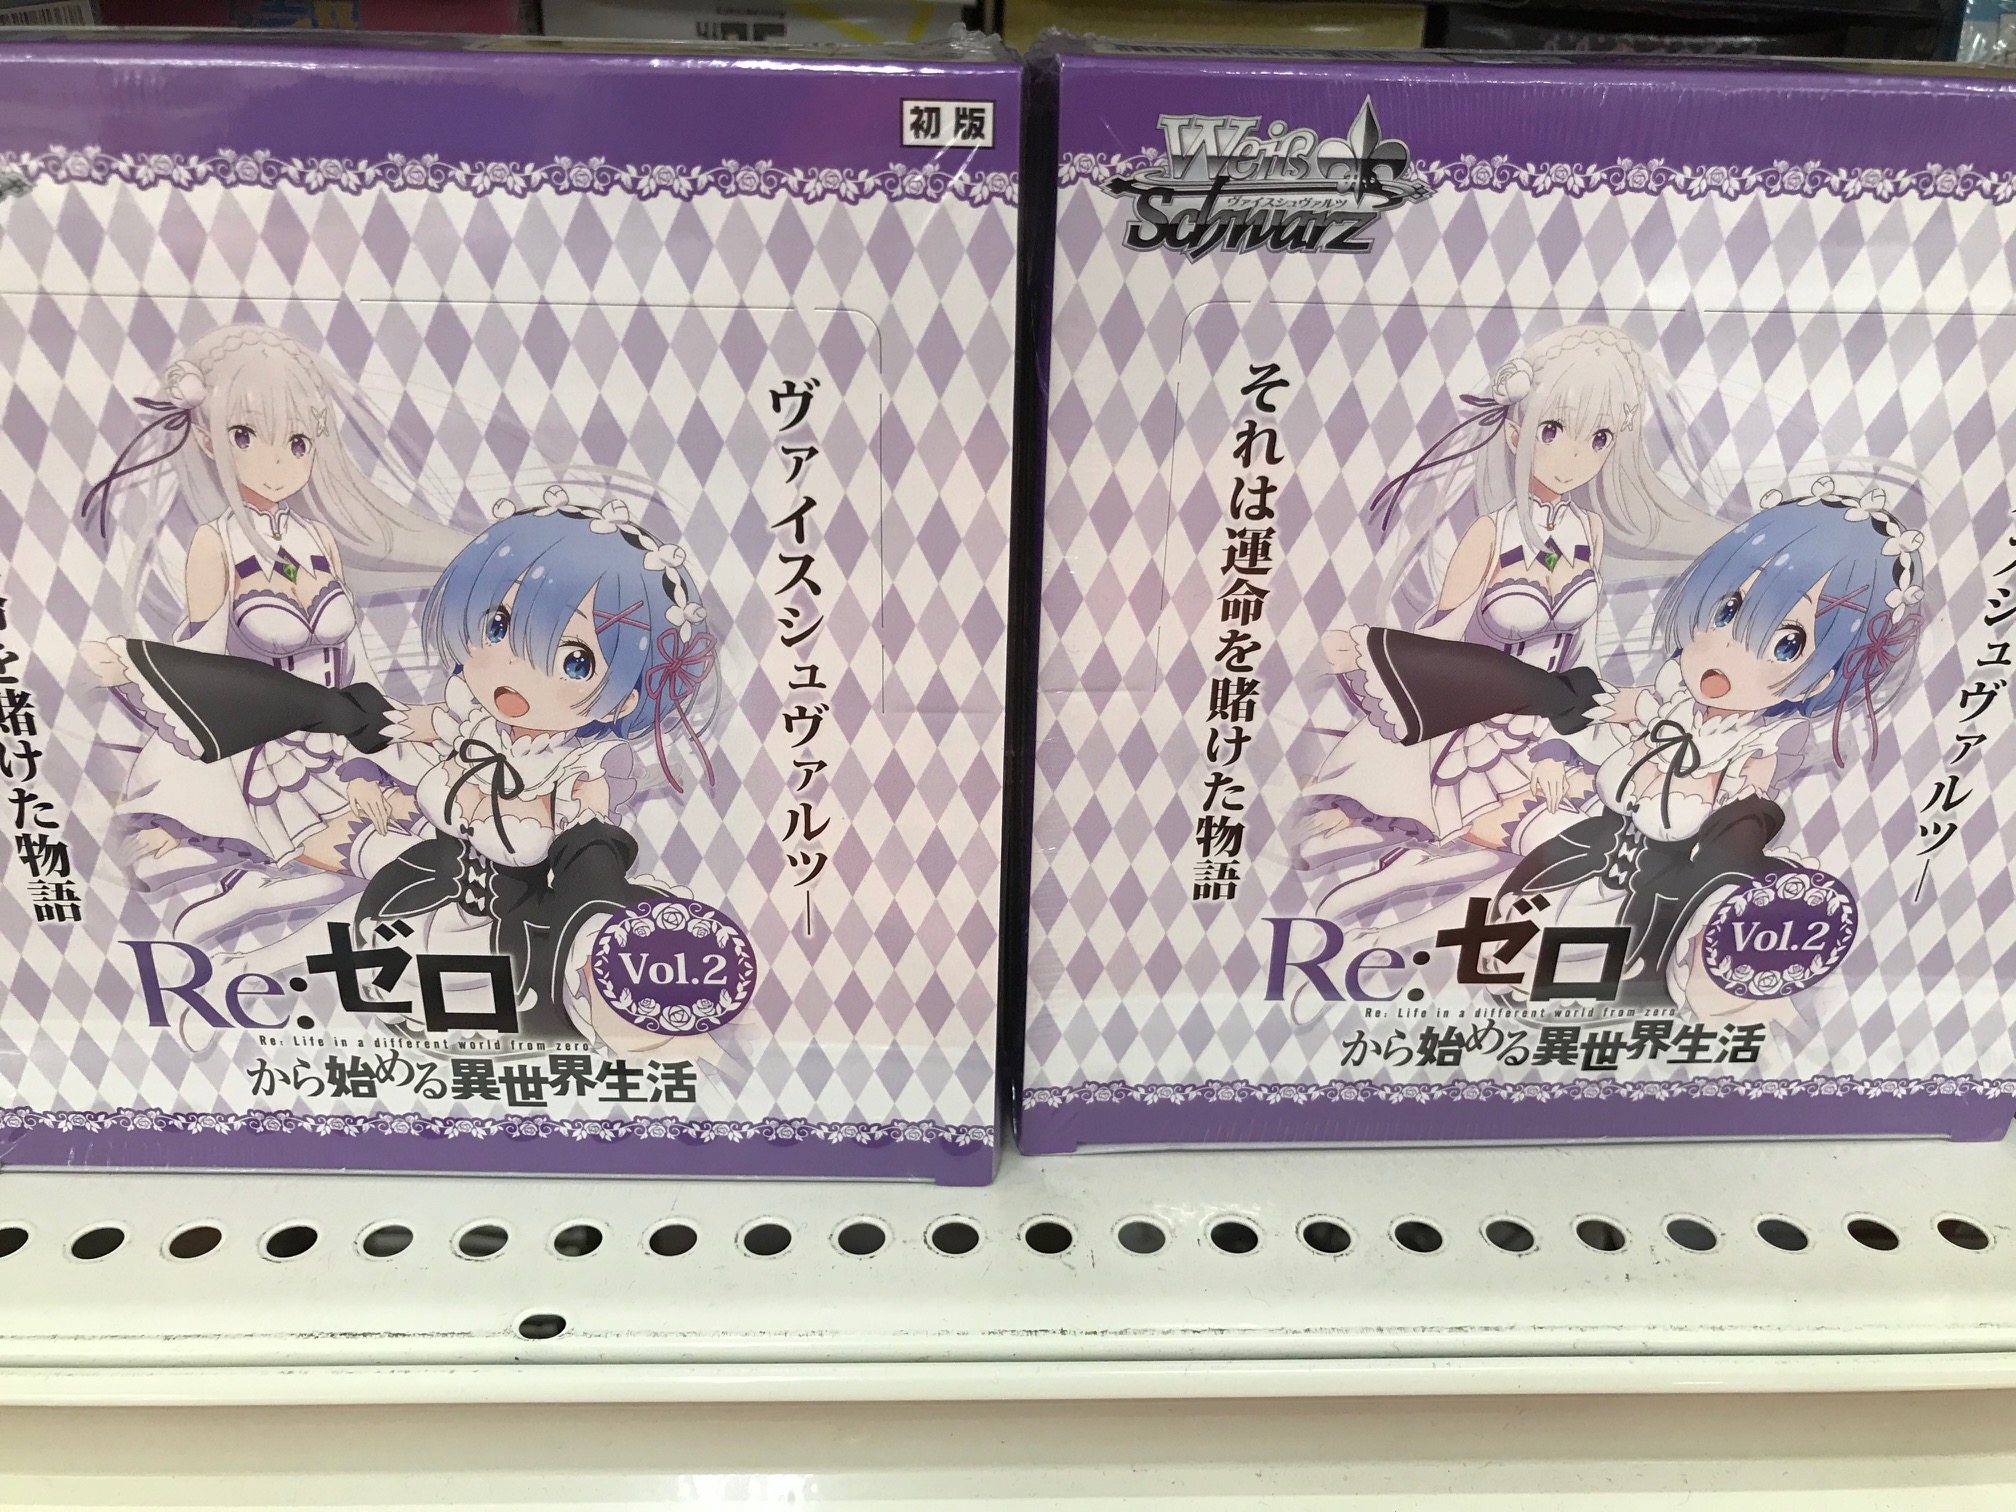 初版
ヴァイスシュヴァルツ―
を賭けた物語
Re:ゼロ
Vol.2
Re: Life in a different world from zero
から始める異世界生活
Weiß
ヴァイスシュヴァルツ
Schwarz
それは運命を賭けた物語
シュヴァルツ―
Re:ゼロ
Vol.2
Re: Life in a different world from zero
から始める異世界生活